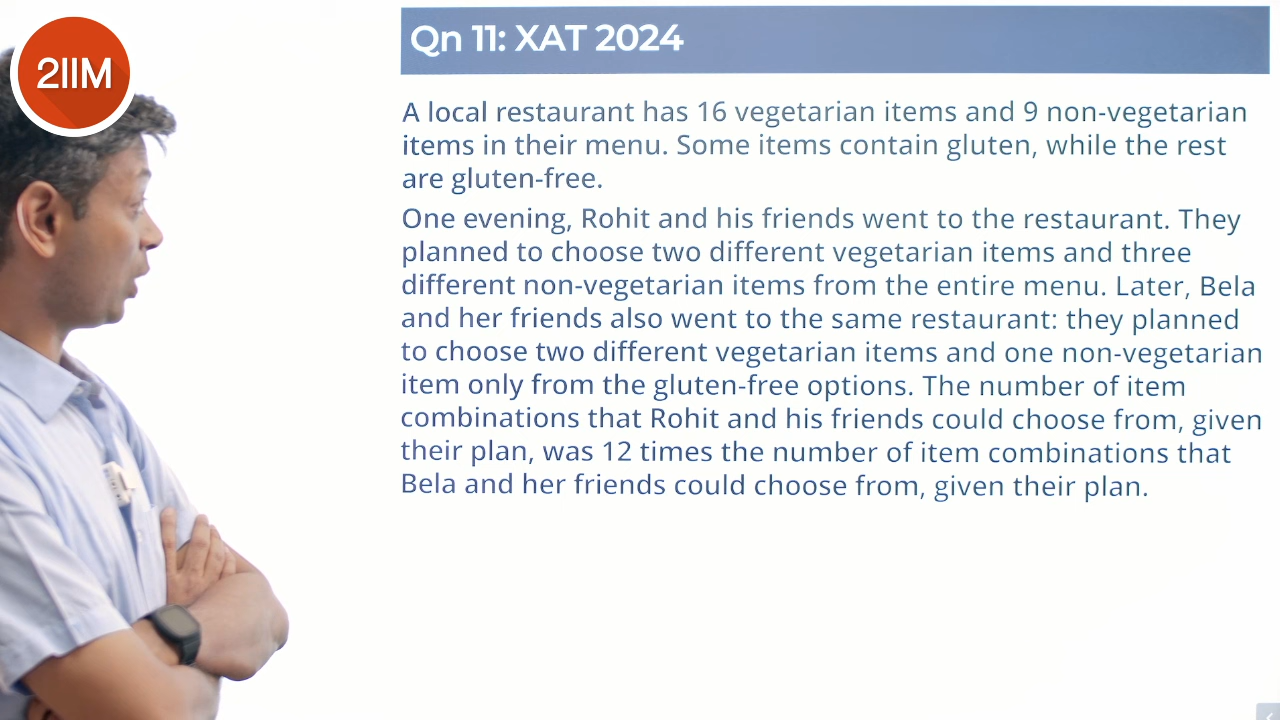 2IIM
Qn 11: XAT 2024
A local restaurant has 16 vegetarian items and 9 non-vegetarian
items in their menu. Some items contain gluten, while the rest
are gluten-free.
One evening, Rohit and his friends went to the restaurant. They
planned to choose two different vegetarian items and three
different non-vegetarian items from the entire menu. Later, Bela
and her friends also went to the same restaurant: they planned
to choose two different vegetarian items and one non-vegetarian
item only from the gluten-free options. The number of item
combinations that Rohit and his friends could choose from, given
their plan, was 12 times the number of item combinations that
Bela and her friends could choose from, given their plan.